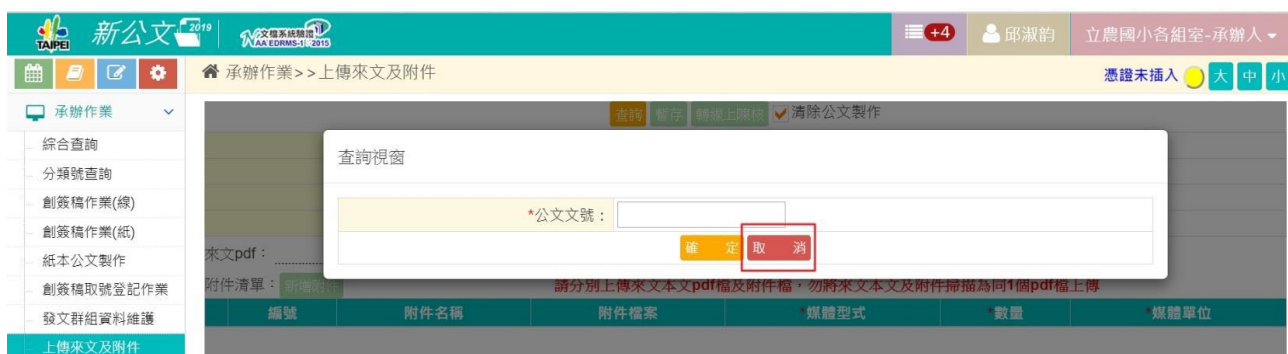 TAIPEI 新公文 2019 文檔系統驗證 NAA EDRMS-1 2015 +4 邱淑韵 立農國小各組室-承辦人
承辦作業>>上傳來文及附件 憑證未插入 大 中 小
承辦作業
查詢 暫存 轉線上陳核 清除公文製作
綜合查詢
查詢視窗
分類號查詢
創簽稿作業(線)
*公文文號：
創簽稿作業(紙)
確 定 取 消
紙本公文製作
來文pdf：
創簽稿取號登記作業
附件清單： 新增附件 請分別上傳來文本文pdf檔及附件檔，勿將來文本文及附件掃描為同1個pdf檔上傳
發文群組資料維護
編號 附件名稱 附件檔案 *媒體型式 *數量 *媒體單位
上傳來文及附件